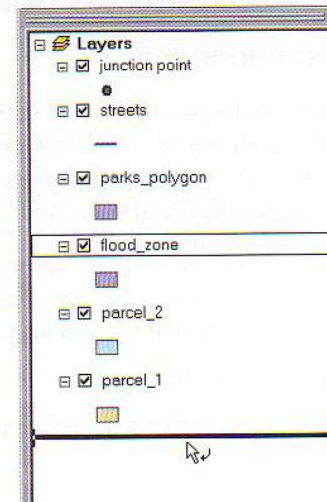 Layers
junction point
streets
parks_polygon
flood_zone
parcel_2
parcel_1